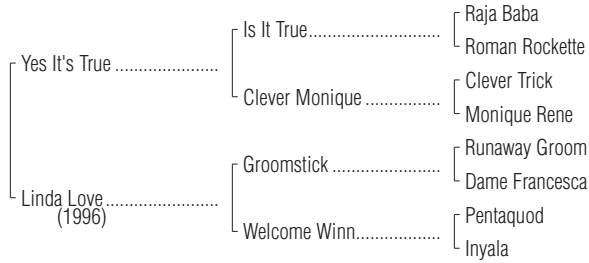 Raja Baba
Is It True
Roman Rockette
Yes It's True
Clever Trick
Clever Monique
Monique Rene
Runaway Groom
Groomstick
Dame Francesca
Linda Love
(1996)
Pentaquod
Welcome Winn
Inyala